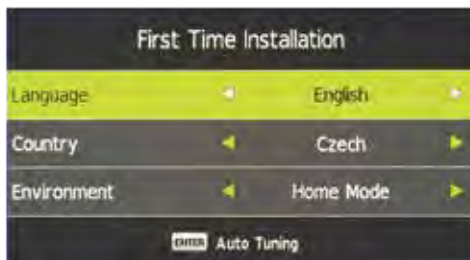 First Time Installation
Language English
Country Czech
Environment Home Mode
ENTER Auto Tuning